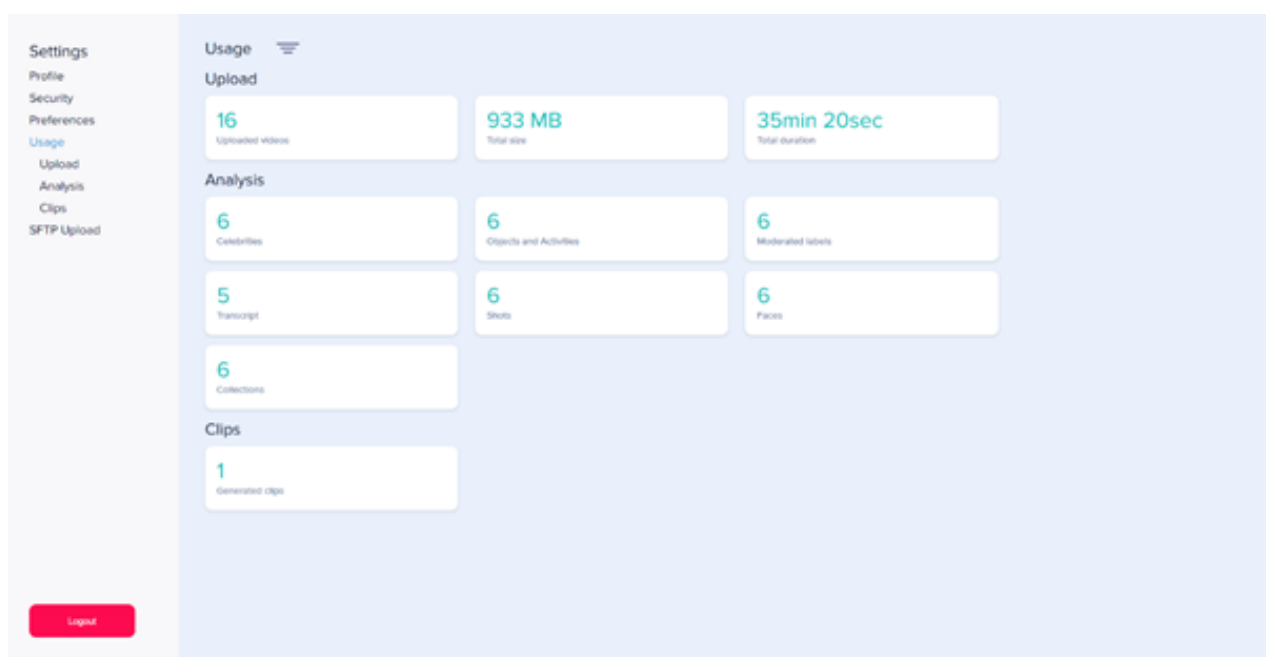 Settings
Profile
Security
Preferences
Usage
Upload
Analysis
Clips
SFTP Upload
Logout
Usage
Upload
16
Uploaded videos
933 MB
Total size
35min 20sec
Total duration
Analysis
6
Celebrities
6
Objects and Activities
6
Moderated labels
5
Transcript
6
Shots
6
Faces
6
Collections
Clips
1
Generated clips